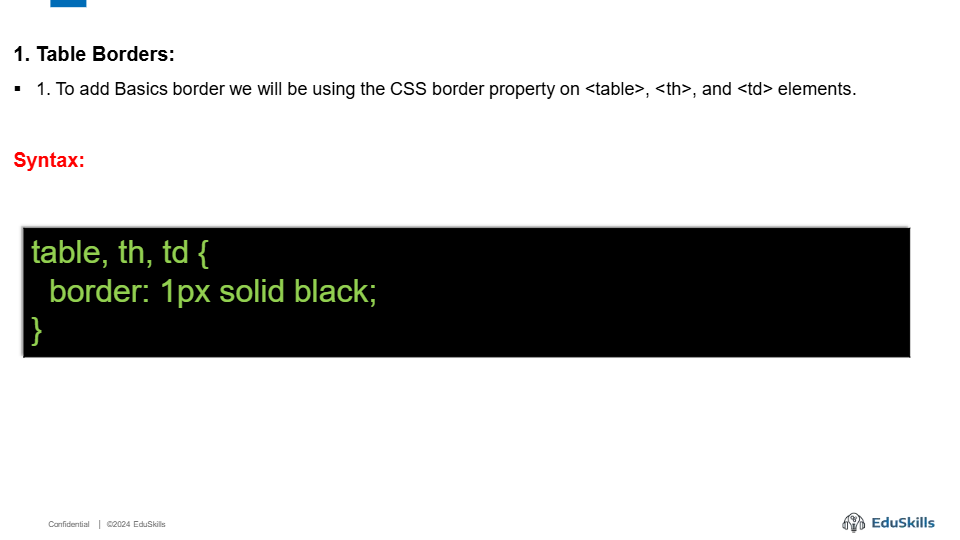 1. Table Borders:
▪ 1. To add Basics border we will be using the CSS border property on <table>, <th>, and <td> elements.
Syntax:
table, th, td {
  border: 1px solid black;
}
Confidential | ©2024 EduSkills
EduSkills